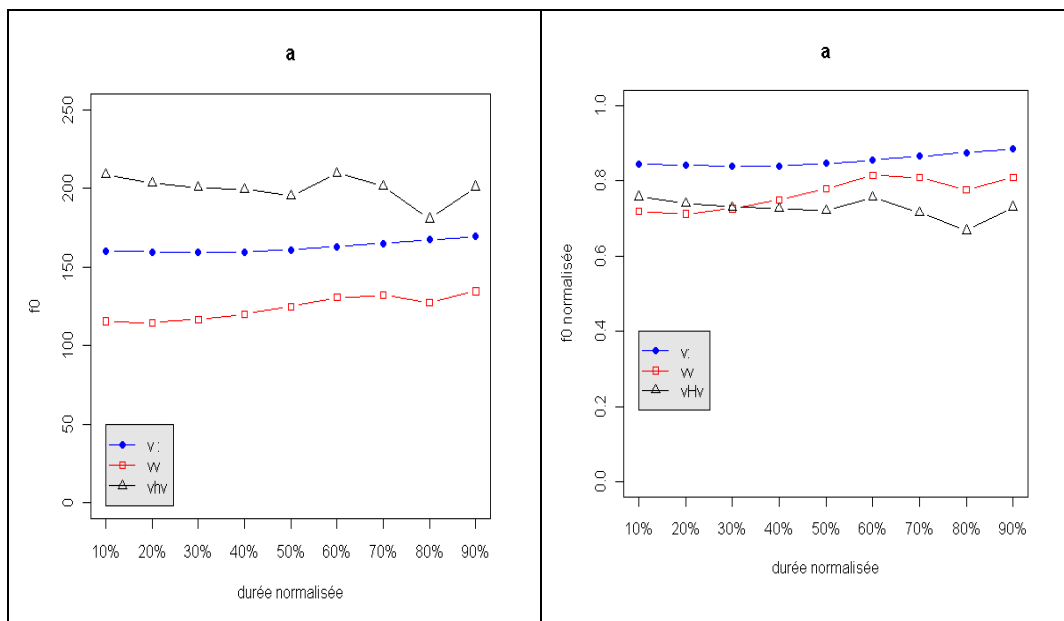 a
250
200
150
100
50
0
f0
v:
vv
vhv
10% 20% 30% 40% 50% 60% 70% 80% 90%
durée normalisée
a
1.0
0.8
0.6
0.4
0.2
0.0
f0 normalisée
v:
vv
vHv
10% 20% 30% 40% 50% 60% 70% 80% 90%
durée normalisée